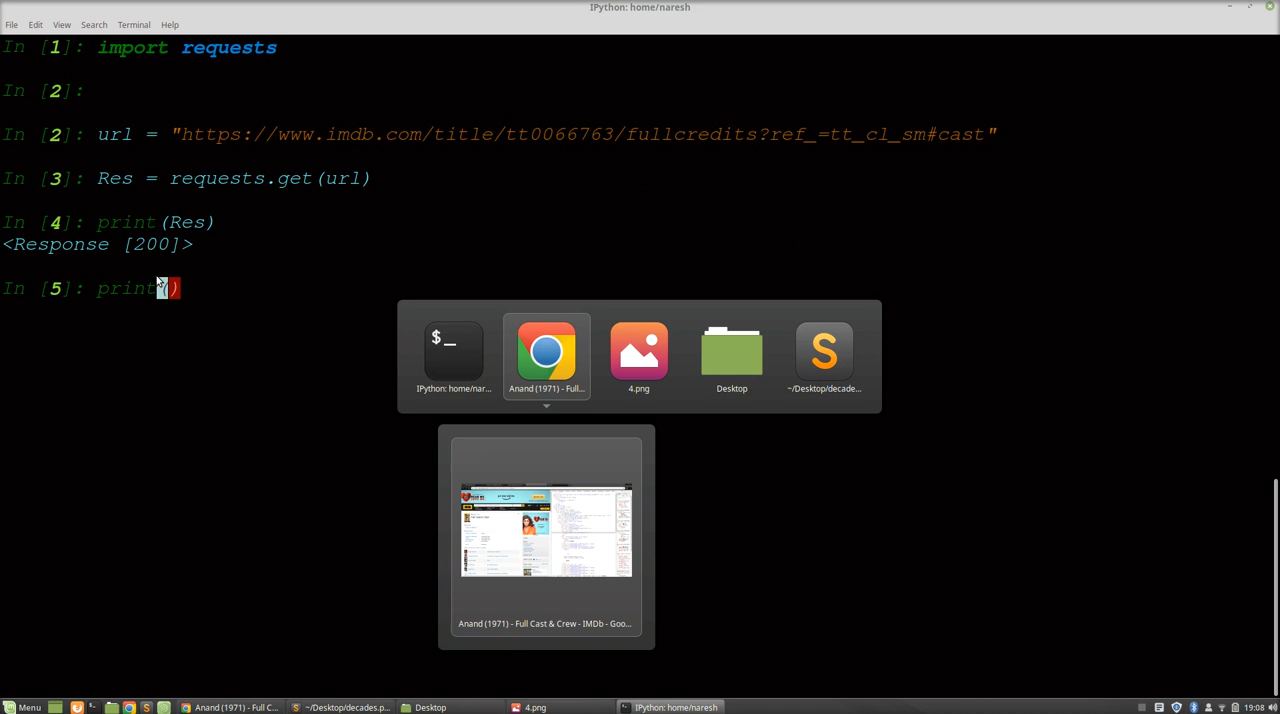 IPython: home/naresh
File Edit View Search Terminal Help
In [1]: import requests
In [2]:
In [2]: url = "https://www.imdb.com/title/tt0066763/fullcredits?ref_=tt_cl_sm#cast"
In [3]: Res = requests.get(url)
In [4]: print(Res)
<Response [200]>
In [5]: print()
$_
S
IPython: home/nar... Anand (1971) - Full... 4.png Desktop ~/Desktop/decade...
Anand (1971) - Full Cast & Crew - IMDb - Goo...
Menu Anand (1971) - Full C... ~/Desktop/decades.p... Desktop 4.png IPython: home/naresh 19:08